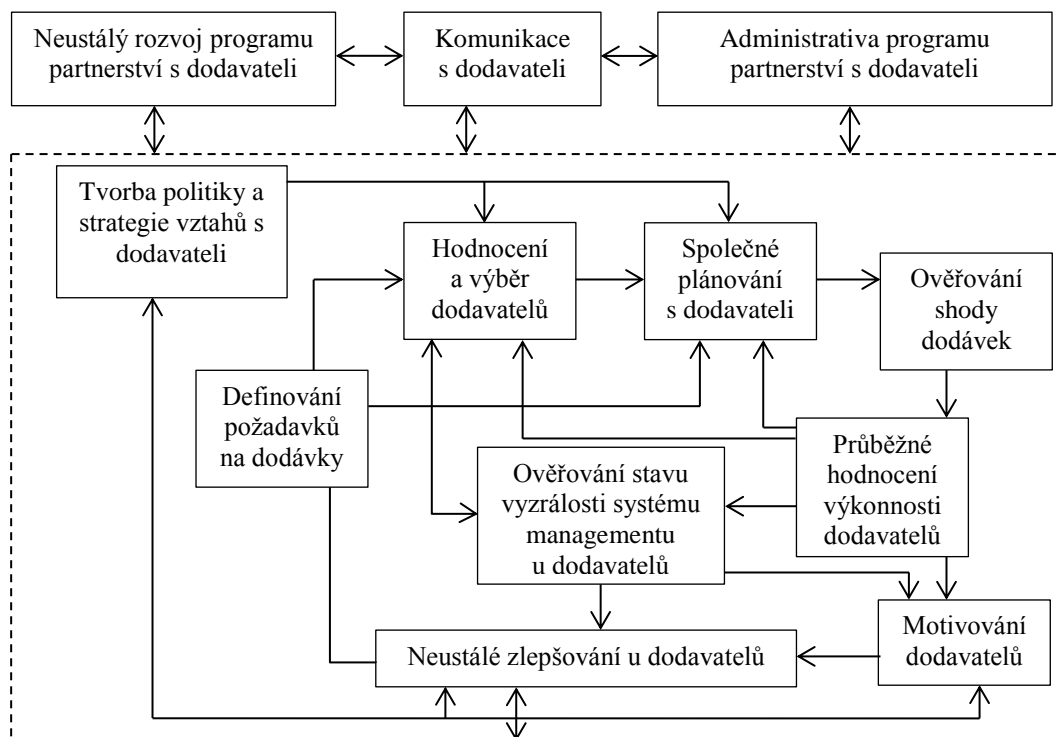 Neustálý rozvoj programu
partnerství s dodavateli
Komunikace
s dodavateli
Administrativa programu
partnerství s dodavateli
Tvorba politiky a
strategie vztahů s
dodavateli
Hodnocení
a výběr
dodavatelů
Společné
plánování
s dodavateli
Ověřování
shody
dodávek
Definování
požadavků
na dodávky
Ověřování stavu
vyzrálosti systému
managementu
u dodavatelů
Průběžné
hodnocení
výkonnosti
dodavatelů
Neustálé zlepšování u dodavatelů
Motivování
dodavatelů